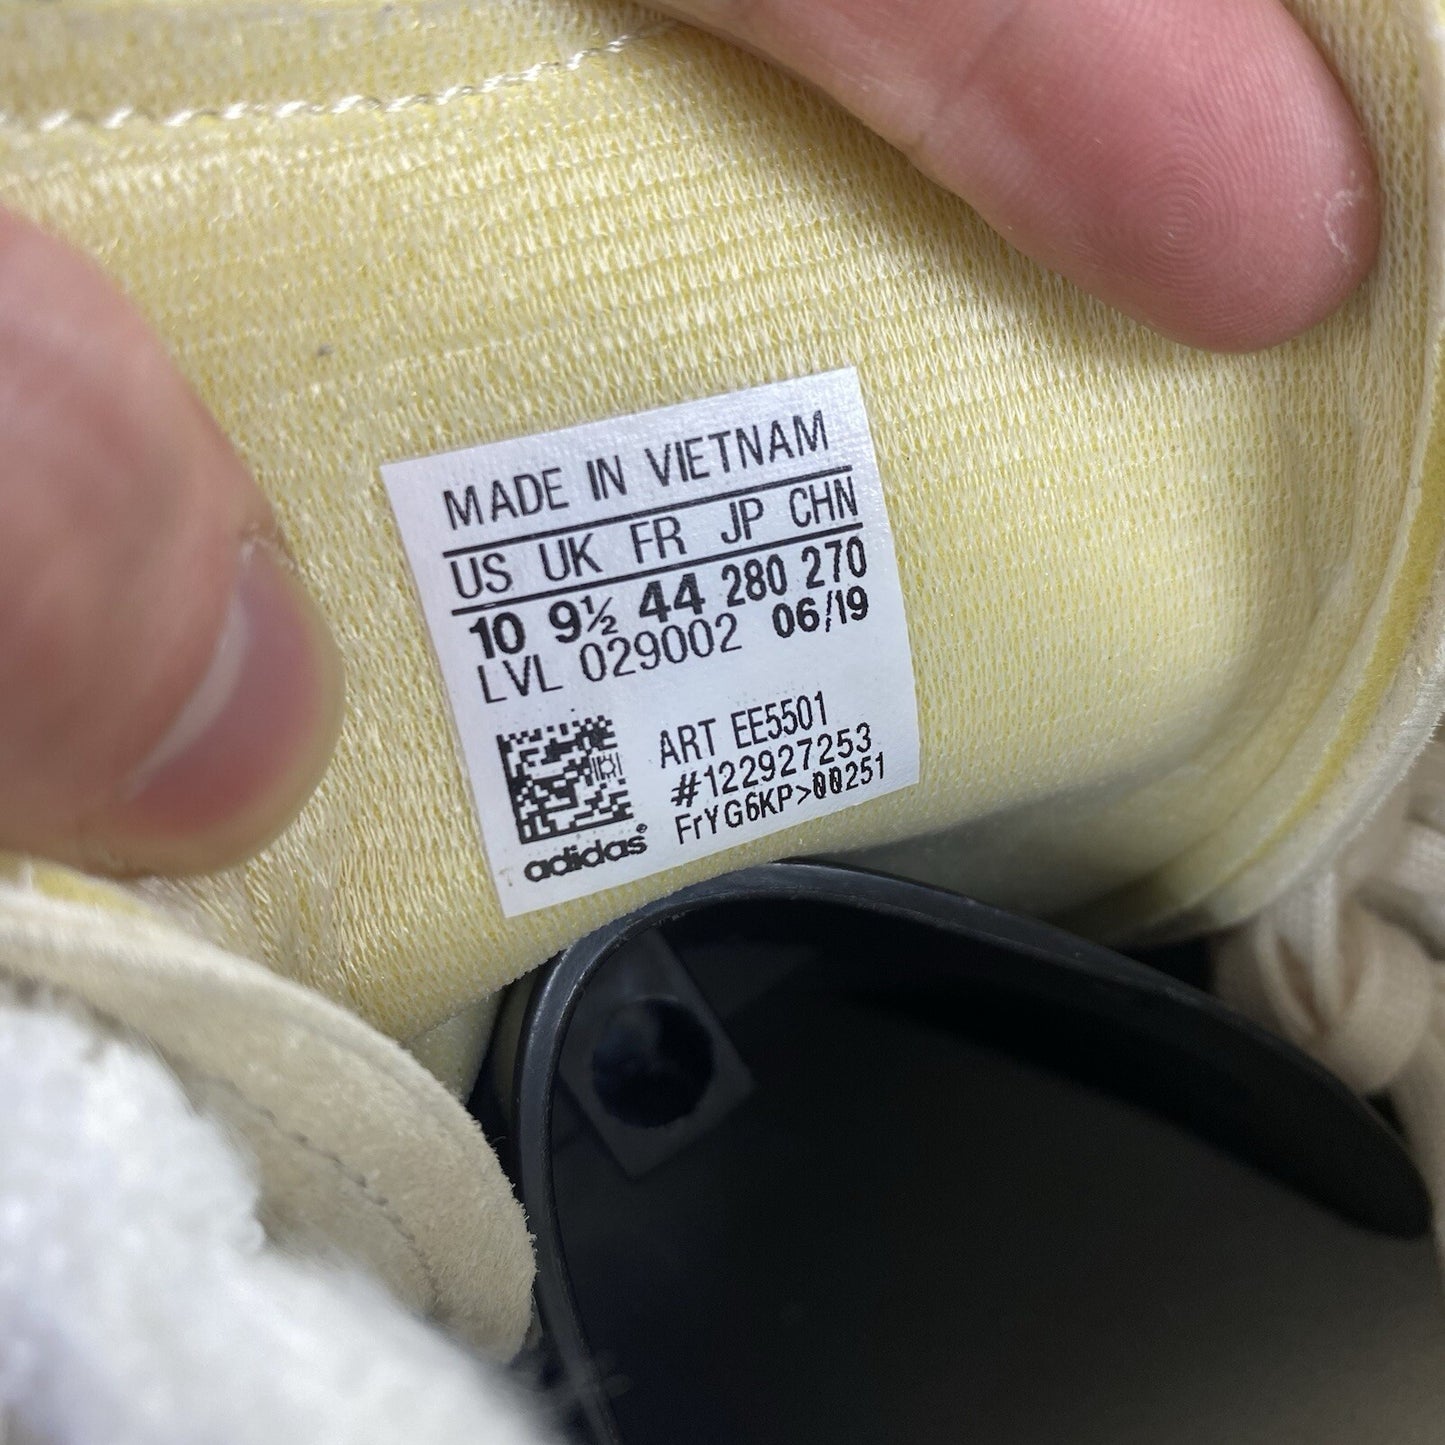 MADE IN VIETNAM
US UK FR JP CHN
10 9½ 44 280 270
LVL 029002 06/19
ART EE5501
#122927253
FrYG6KP>00251
adidas®